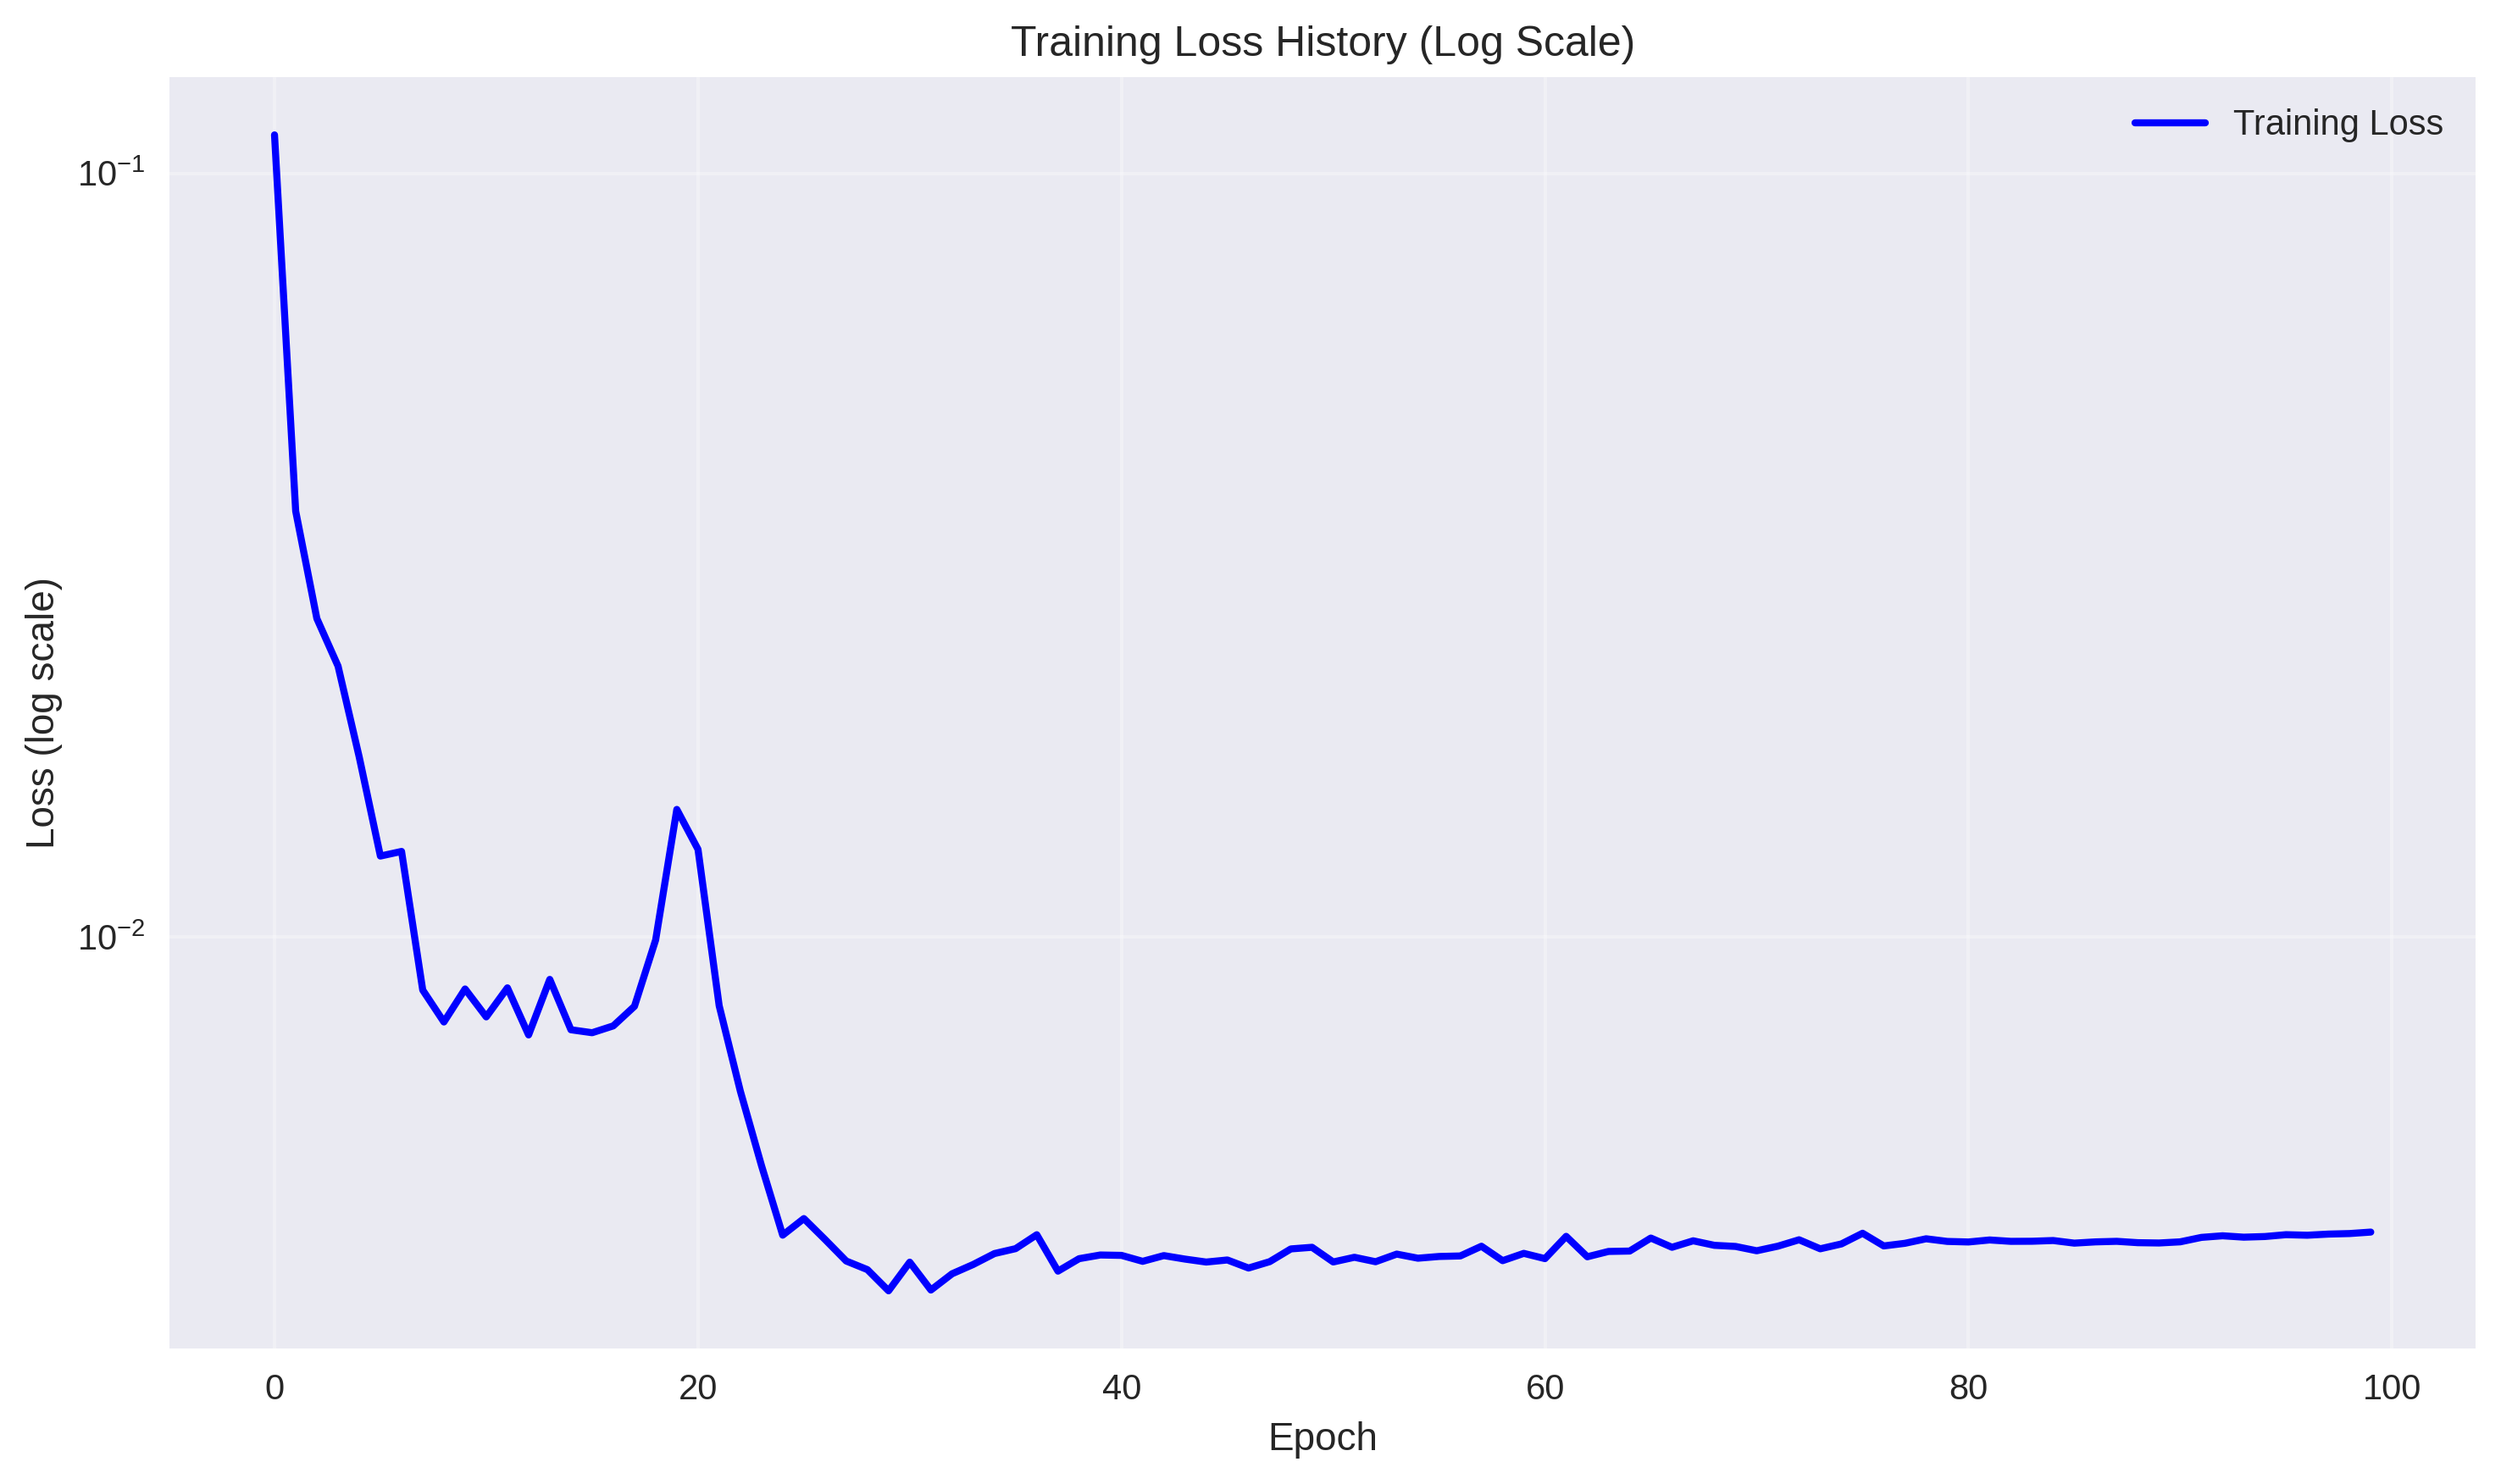 Training Loss History (Log Scale)
Training Loss
10⁻¹
10⁻²
Loss (log scale)
0 20 40 60 80 100
Epoch